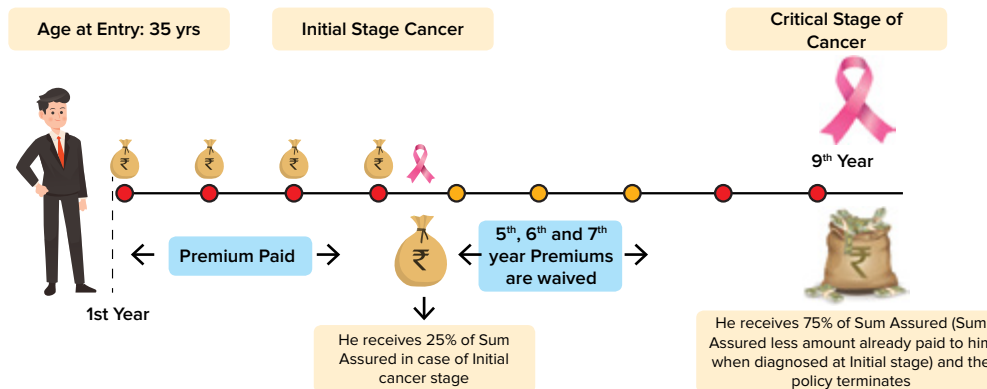 Age at Entry: 35 yrs
Initial Stage Cancer
Critical Stage of
Cancer
₹
₹
₹
₹
9th Year
Premium Paid
₹
5th, 6th and 7th
year Premiums
are waived
₹
1st Year
He receives 25% of Sum
Assured in case of Initial
cancer stage
He receives 75% of Sum Assured (Sum
Assured less amount already paid to him
when diagnosed at Initial stage) and the
policy terminates